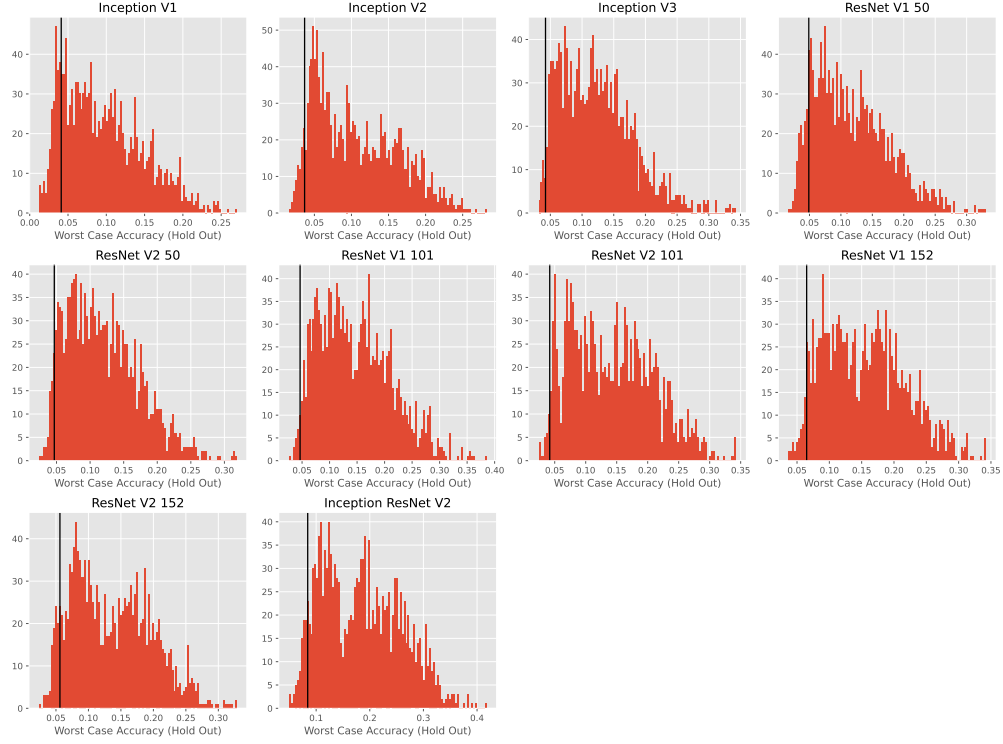 Inception V1
40
30
20
10
0
0.00 0.05 0.10 0.15 0.20 0.25
Worst Case Accuracy (Hold Out)
Inception V2
50
40
30
20
10
0
0.05 0.10 0.15 0.20 0.25
Worst Case Accuracy (Hold Out)
Inception V3
40
30
20
10
0
0.05 0.10 0.15 0.20 0.25 0.30 0.35
Worst Case Accuracy (Hold Out)
ResNet V1 50
40
30
20
10
0
0.05 0.10 0.15 0.20 0.25 0.30
Worst Case Accuracy (Hold Out)
ResNet V2 50
40
35
30
25
20
15
10
5
0
0.05 0.10 0.15 0.20 0.25 0.30
Worst Case Accuracy (Hold Out)
ResNet V1 101
40
35
30
25
20
15
10
5
0
0.05 0.10 0.15 0.20 0.25 0.30 0.35 0.40
Worst Case Accuracy (Hold Out)
ResNet V2 101
40
35
30
25
20
15
10
5
0
0.05 0.10 0.15 0.20 0.25 0.30 0.35
Worst Case Accuracy (Hold Out)
ResNet V1 152
40
35
30
25
20
15
10
5
0
0.05 0.10 0.15 0.20 0.25 0.30 0.35
Worst Case Accuracy (Hold Out)
ResNet V2 152
40
30
20
10
0
0.05 0.10 0.15 0.20 0.25 0.30
Worst Case Accuracy (Hold Out)
Inception ResNet V2
40
35
30
25
20
15
10
5
0
0.1 0.2 0.3 0.4
Worst Case Accuracy (Hold Out)